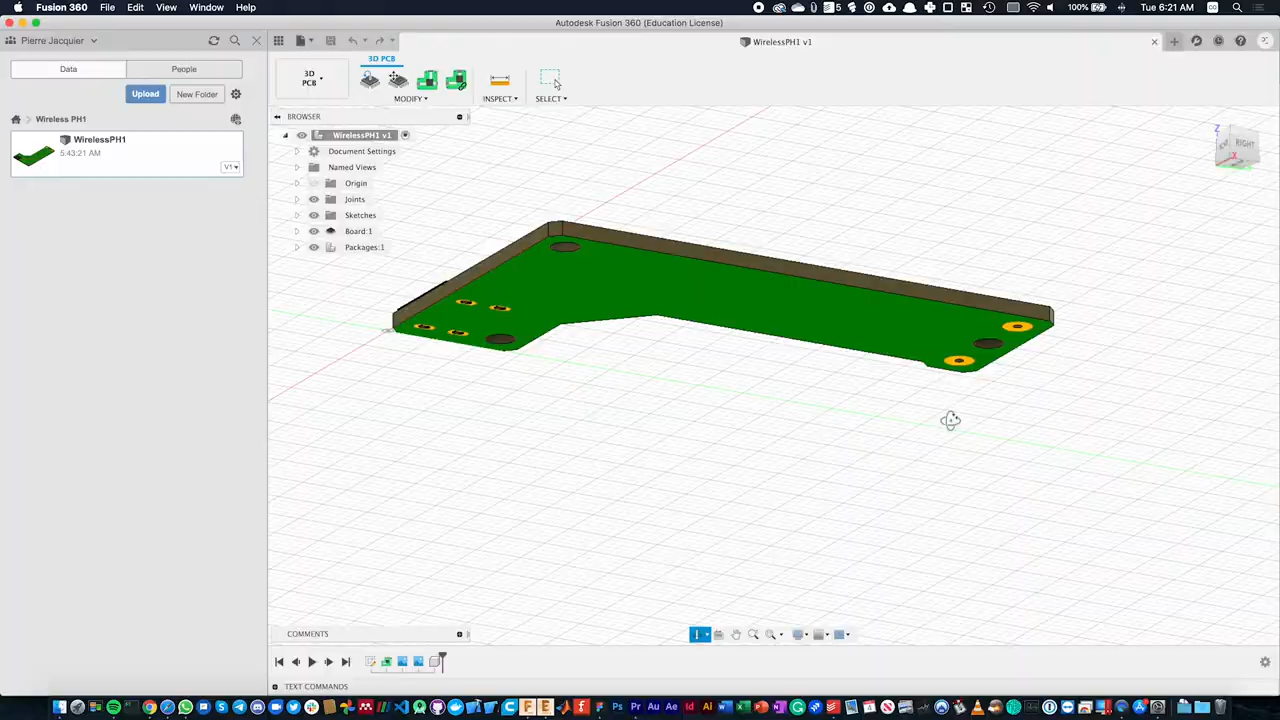 Fusion 360 File Edit View Window Help
100% Tue 6:21 AM
Autodesk Fusion 360 (Education License)
Pierre Jacquier
WirelessPH1 v1
Data People
3D PCB
3D PCB
Upload New Folder
MODIFY INSPECT SELECT
Wireless PH1
BROWSER
WirelessPH1
5:43:21 AM
V1
WirelessPH1 v1
Document Settings
Named Views
Origin
Joints
Sketches
Board:1
Packages:1
Z
RIGHT
X
COMMENTS
TEXT COMMANDS